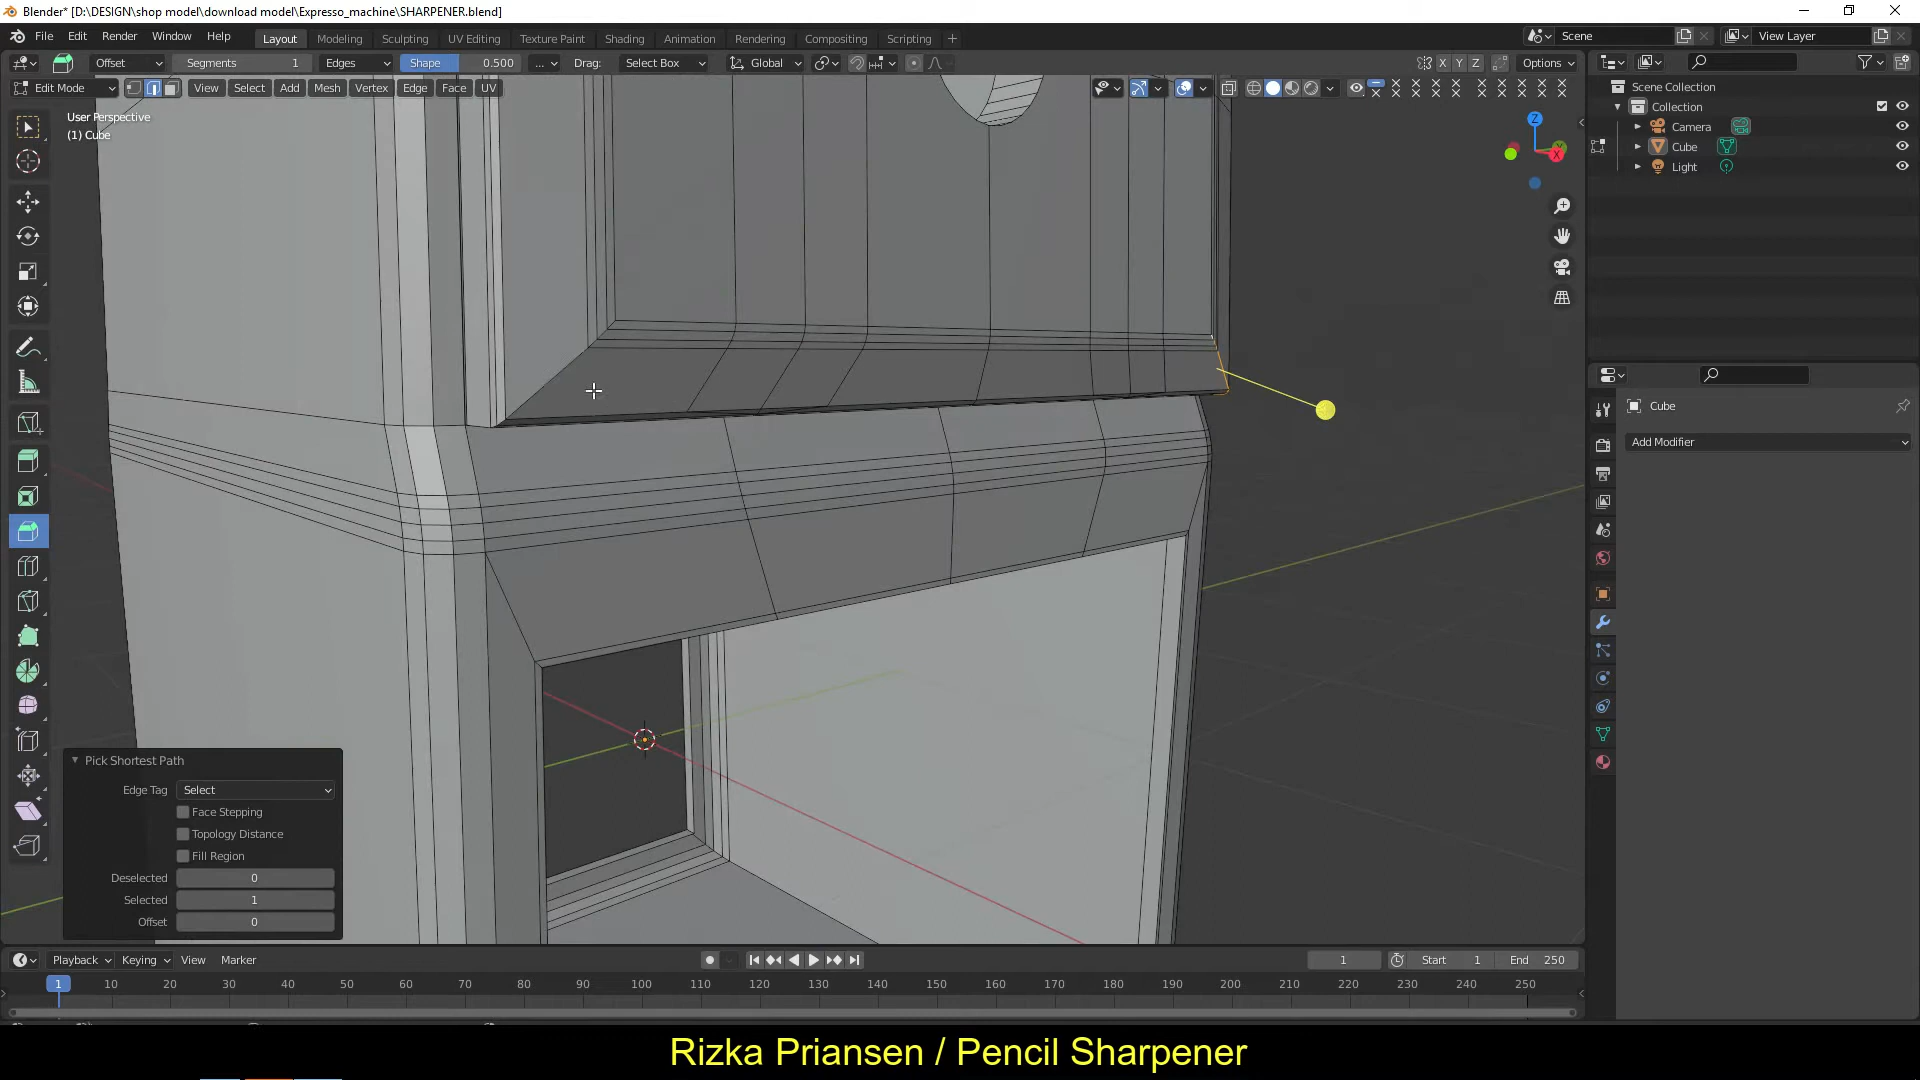 Blender* [D:\DESIGN\shop model\download model\Expresso_machine\SHARPENER.blend]
File Edit Render Window Help Layout Modeling Sculpting UV Editing Texture Paint Shading Animation Rendering Compositing Scripting + Scene View Layer
Offset Segments 1 Edges Shape 0.500 ... Drag: Select Box Global X Y Z Options
Edit Mode View Select Add Mesh Vertex Edge Face UV
User Perspective
(1) Cube
Scene Collection
Collection
Camera
Cube
Light
Z
Y
X
Cube
Add Modifier
Pick Shortest Path
Edge Tag Select
Face Stepping
Topology Distance
Fill Region
Deselected 0
Selected 1
Offset 0
Playback Keying View Marker 1 Start 1 End 250
1 10 20 30 40 50 60 70 80 90 100 110 120 130 140 150 160 170 180 190 200 210 220 230 240 250
Rizka Priansen / Pencil Sharpener